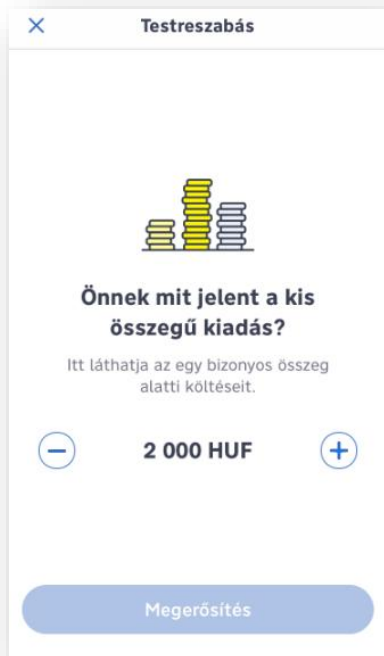 Testreszabás
Önnek mit jelent a kis
összegű kiadás?
Itt láthatja az egy bizonyos összeg
alatti költéseit.
2 000 HUF
Megerősítés